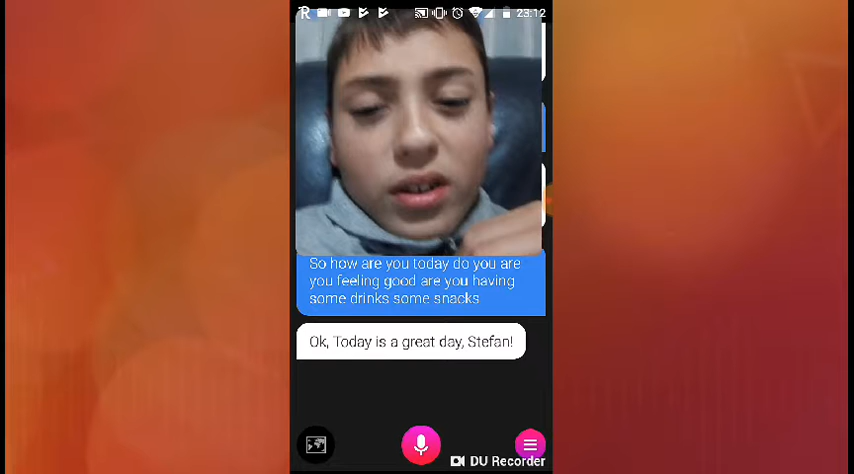 23:12
So how are you today do you are
you feeling good are you having
some drinks some snacks
Ok, Today is a great day, Stefan!
DU Recorder